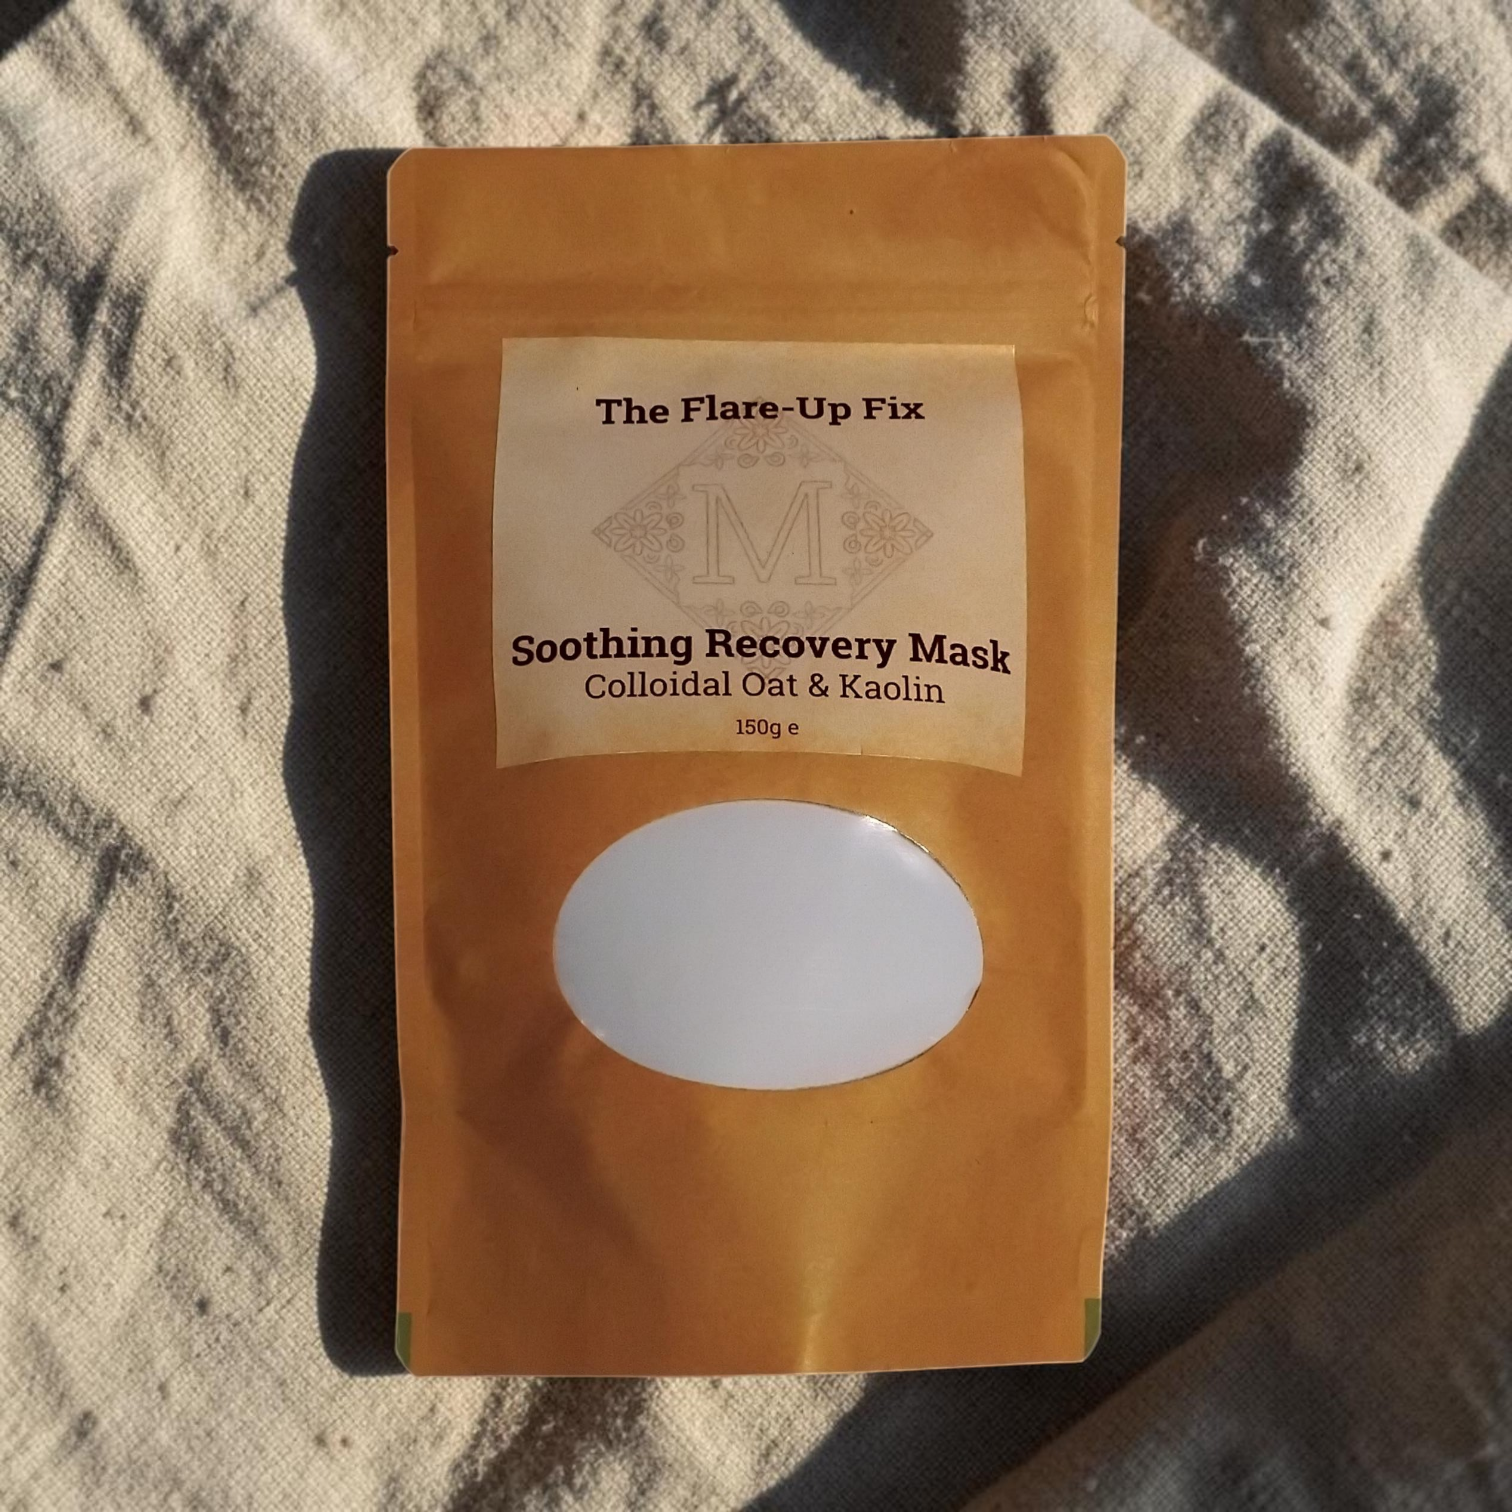 The Flare-Up Fix
M
Soothing Recovery Mask
Colloidal Oat & Kaolin
150g e